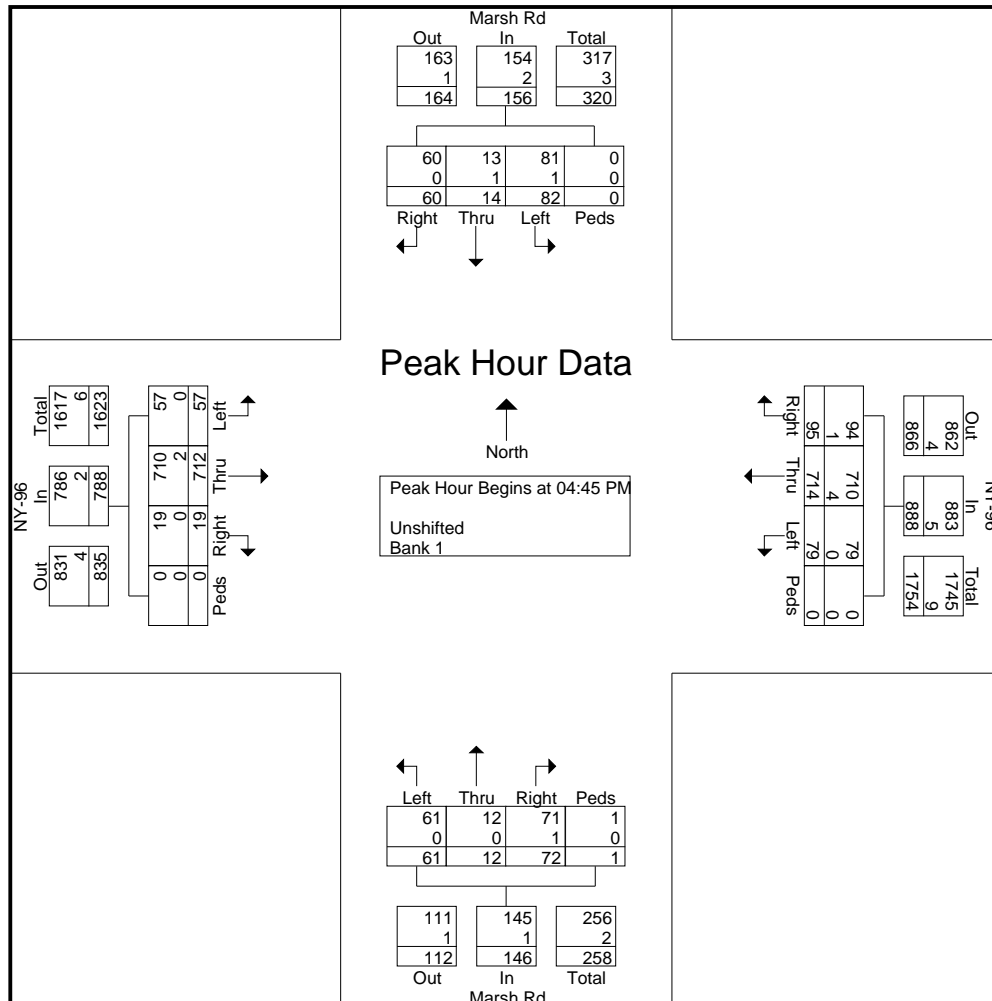 Marsh Rd
Out In Total
163 154 317
1 2 3
164 156 320
60 13 81 0
0 1 1 0
60 14 82 0
Right Thru Left Peds
Peak Hour Data
North
Peak Hour Begins at 04:45 PM
Unshifted
Bank 1
NY-96
Total In Out
1617 786 831
6 2 4
1623 788 835
57 710 19 0
0 2 0 0
57 712 19 0
Left Thru Right Peds
NY-96
Out In Total
862 883 1745
4 5 9
866 888 1754
94 710 79 0
1 4 0 0
95 714 79 0
Right Thru Left Peds
Left Thru Right Peds
61 12 71 1
0 0 1 0
61 12 72 1
111 145 256
1 1 2
112 146 258
Out In Total
Marsh Rd